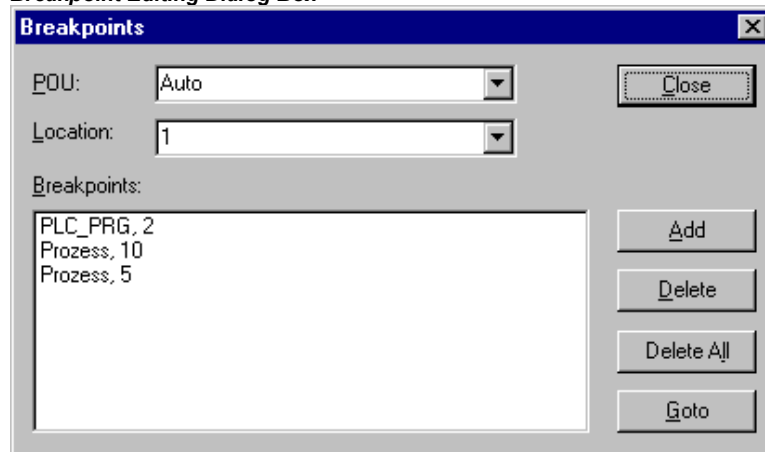 Breakpoint Editing Dialog Box
Breakpoints
POU: Auto Close
Location: 1
Breakpoints:
PLC_PRG, 2 Add
Prozess, 10
Prozess, 5
Delete
Delete All
Goto